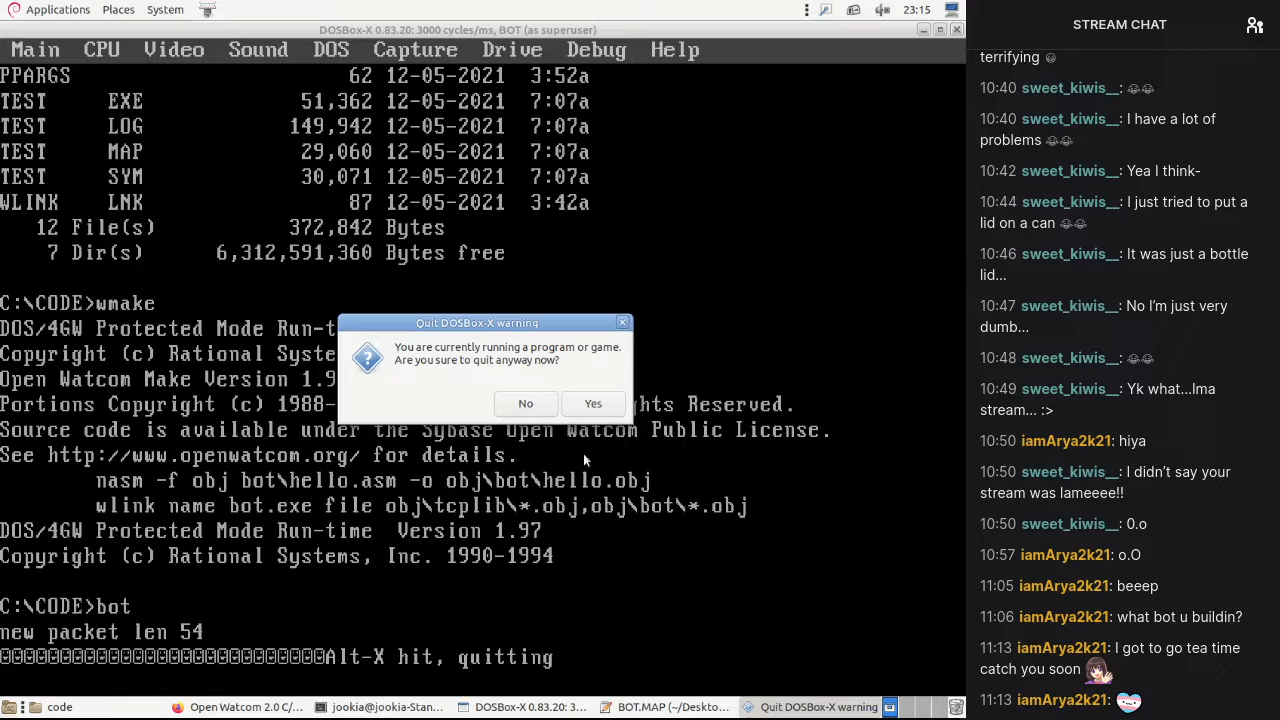 Applications Places System 23:15
DOSBox-X 0.83.20: 3000 cycles/ms, BOT (as superuser)
Main CPU Video Sound DOS Capture Drive Debug Help
PPARGS 62 12-05-2021 3:52a
TEST EXE 51,362 12-05-2021 7:07a
TEST LOG 149,942 12-05-2021 7:07a
TEST MAP 29,060 12-05-2021 7:07a
TEST SYM 30,071 12-05-2021 7:07a
WLINK LNK 87 12-05-2021 3:42a
12 File(s) 372,842 Bytes
7 Dir(s) 6,312,591,360 Bytes free
C:\CODE>wmake
DOS/4GW Protected Mode Run-t
Copyright (c) Rational Syste
Open Watcom Make Version 1.9
Portions Copyright (c) 1988- hts Reserved.
Source code is available under the Sybase Open Watcom Public License.
See http://www.openwatcom.org/ for details.
nasm -f obj bot\hello.asm -o obj\bot\hello.obj
wlink name bot.exe file obj\tcplib\*.obj,obj\bot\*.obj
DOS/4GW Protected Mode Run-time Version 1.97
Copyright (c) Rational Systems, Inc. 1990-1994
C:\CODE>bot
new packet len 54
Alt-X hit, quitting
Quit DOSBox-X warning
You are currently running a program or game.
Are you sure to quit anyway now?
No Yes
code Open Watcom 2.0 C/... DOSBox-X 0.83.20: 3... BOT.MAP (~/Deskto... Quit DOSBox-X warning
STREAM CHAT
terrifying ☺
10:40 sweet_kiwis__: 😂😂
10:40 sweet_kiwis__: I have a lot of
problems 😂😂
10:42 sweet_kiwis__: Yea I think-
10:44 sweet_kiwis__: I just tried to put a
lid on a can 😂😂
10:46 sweet_kiwis__: It was just a bottle
lid...
10:47 sweet_kiwis__: No I’m just very
dumb...
10:48 sweet_kiwis__: 😂😂
10:49 sweet_kiwis__: Yk what...lma
stream... :>
10:50 iamArya2k21: hiya
10:50 sweet_kiwis__: I didn’t say your
stream was lameeee!!
10:50 sweet_kiwis__: 0.o
10:57 iamArya2k21: o.O
11:05 iamArya2k21: beeep
11:06 iamArya2k21: what bot u buildin?
11:13 iamArya2k21: I got to go tea time
catch you soon
11:13 iamArya2k21: